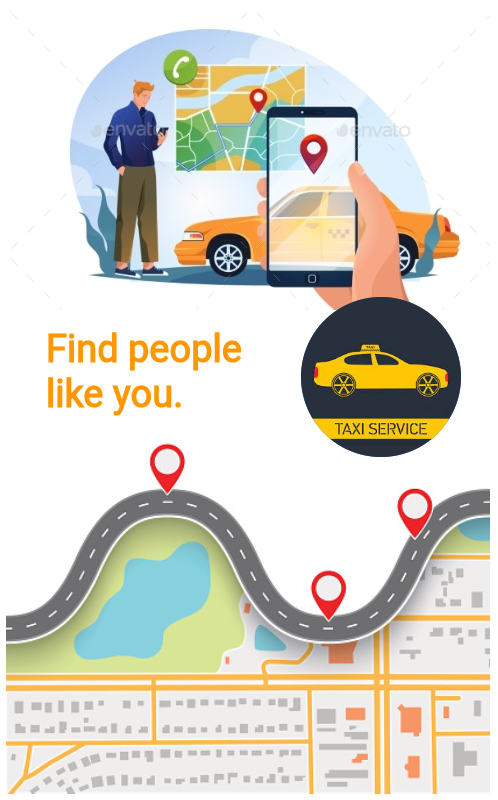 envato
envato
TAXI
Find people
like you.
TAXI SERVICE